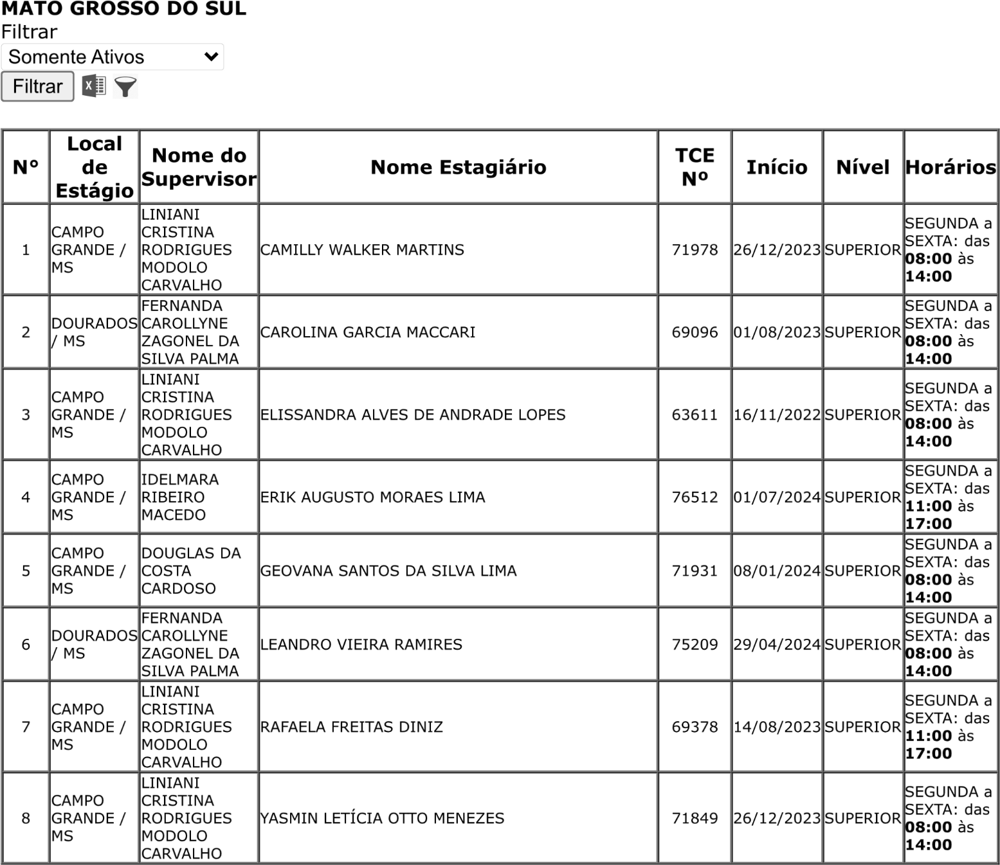 MATO GROSSO DO SUL
Filtrar
Somente Ativos
Filtrar
Nº
Local
de
Estágio
Nome do
Supervisor
Nome Estagiário
TCE
Nº
Início
Nível
Horários
1
CAMPO
GRANDE /
MS
LINIANI
CRISTINA
RODRIGUES
MODOLO
CARVALHO
CAMILLY WALKER MARTINS
71978
26/12/2023
SUPERIOR
SEGUNDA a
SEXTA: das
08:00 às
14:00
2
DOURADOS
/ MS
FERNANDA
CAROLLYNE
ZAGONEL DA
SILVA PALMA
CAROLINA GARCIA MACCARI
69096
01/08/2023
SUPERIOR
SEGUNDA a
SEXTA: das
08:00 às
14:00
3
CAMPO
GRANDE /
MS
LINIANI
CRISTINA
RODRIGUES
MODOLO
CARVALHO
ELISSANDRA ALVES DE ANDRADE LOPES
63611
16/11/2022
SUPERIOR
SEGUNDA a
SEXTA: das
08:00 às
14:00
4
CAMPO
GRANDE /
MS
IDELMARA
RIBEIRO
MACEDO
ERIK AUGUSTO MORAES LIMA
76512
01/07/2024
SUPERIOR
SEGUNDA a
SEXTA: das
11:00 às
17:00
5
CAMPO
GRANDE /
MS
DOUGLAS DA
COSTA
CARDOSO
GEOVANA SANTOS DA SILVA LIMA
71931
08/01/2024
SUPERIOR
SEGUNDA a
SEXTA: das
08:00 às
14:00
6
DOURADOS
/ MS
FERNANDA
CAROLLYNE
ZAGONEL DA
SILVA PALMA
LEANDRO VIEIRA RAMIRES
75209
29/04/2024
SUPERIOR
SEGUNDA a
SEXTA: das
08:00 às
14:00
7
CAMPO
GRANDE /
MS
LINIANI
CRISTINA
RODRIGUES
MODOLO
CARVALHO
RAFAELA FREITAS DINIZ
69378
14/08/2023
SUPERIOR
SEGUNDA a
SEXTA: das
11:00 às
17:00
8
CAMPO
GRANDE /
MS
LINIANI
CRISTINA
RODRIGUES
MODOLO
CARVALHO
YASMIN LETÍCIA OTTO MENEZES
71849
26/12/2023
SUPERIOR
SEGUNDA a
SEXTA: das
08:00 às
14:00